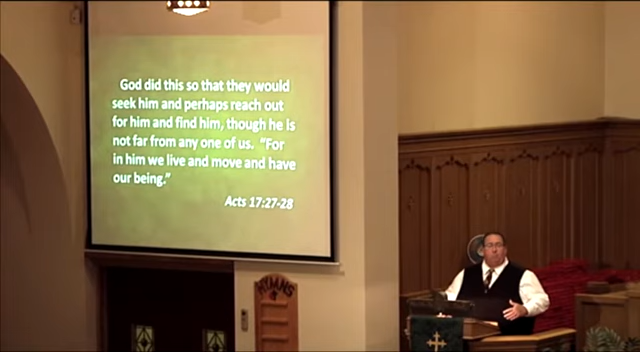 God did this so that they would
seek him and perhaps reach out
for him and find him, though he is
not far from any one of us. "For
in him we live and move and have
our being."
Acts 17:27-28
HYMNS